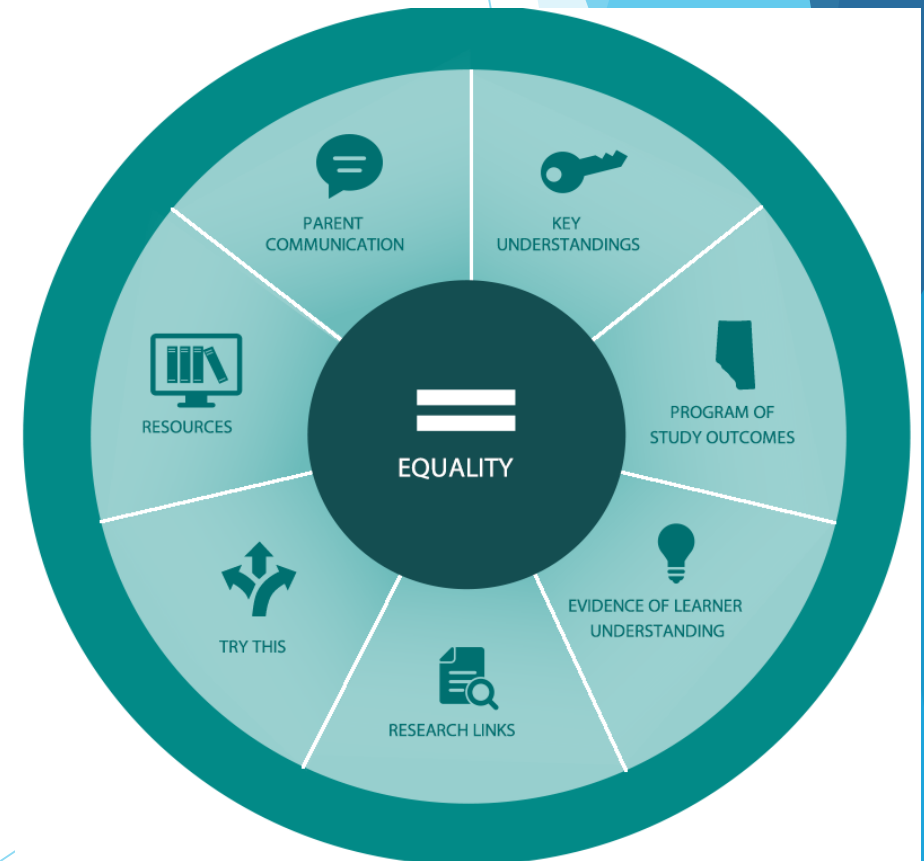 PARENT
COMMUNICATION
KEY
UNDERSTANDINGS
RESOURCES
PROGRAM OF
STUDY OUTCOMES
EQUALITY
TRY THIS
EVIDENCE OF LEARNER
UNDERSTANDING
RESEARCH LINKS